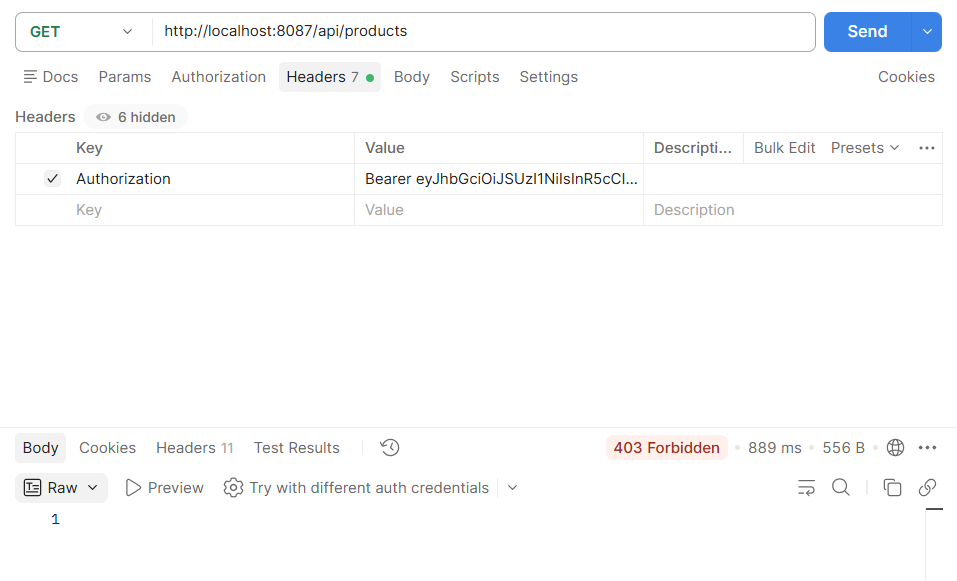 GET http://localhost:8087/api/products Send
Docs Params Authorization Headers 7 Body Scripts Settings Cookies
Headers 6 hidden
Key Value Descripti... Bulk Edit Presets
Authorization Bearer eyJhbGciOiJSUzI1NiIsInR5cCI...
Key Value Description
Body Cookies Headers 11 Test Results 403 Forbidden 889 ms 556 B
Raw Preview Try with different auth credentials
1